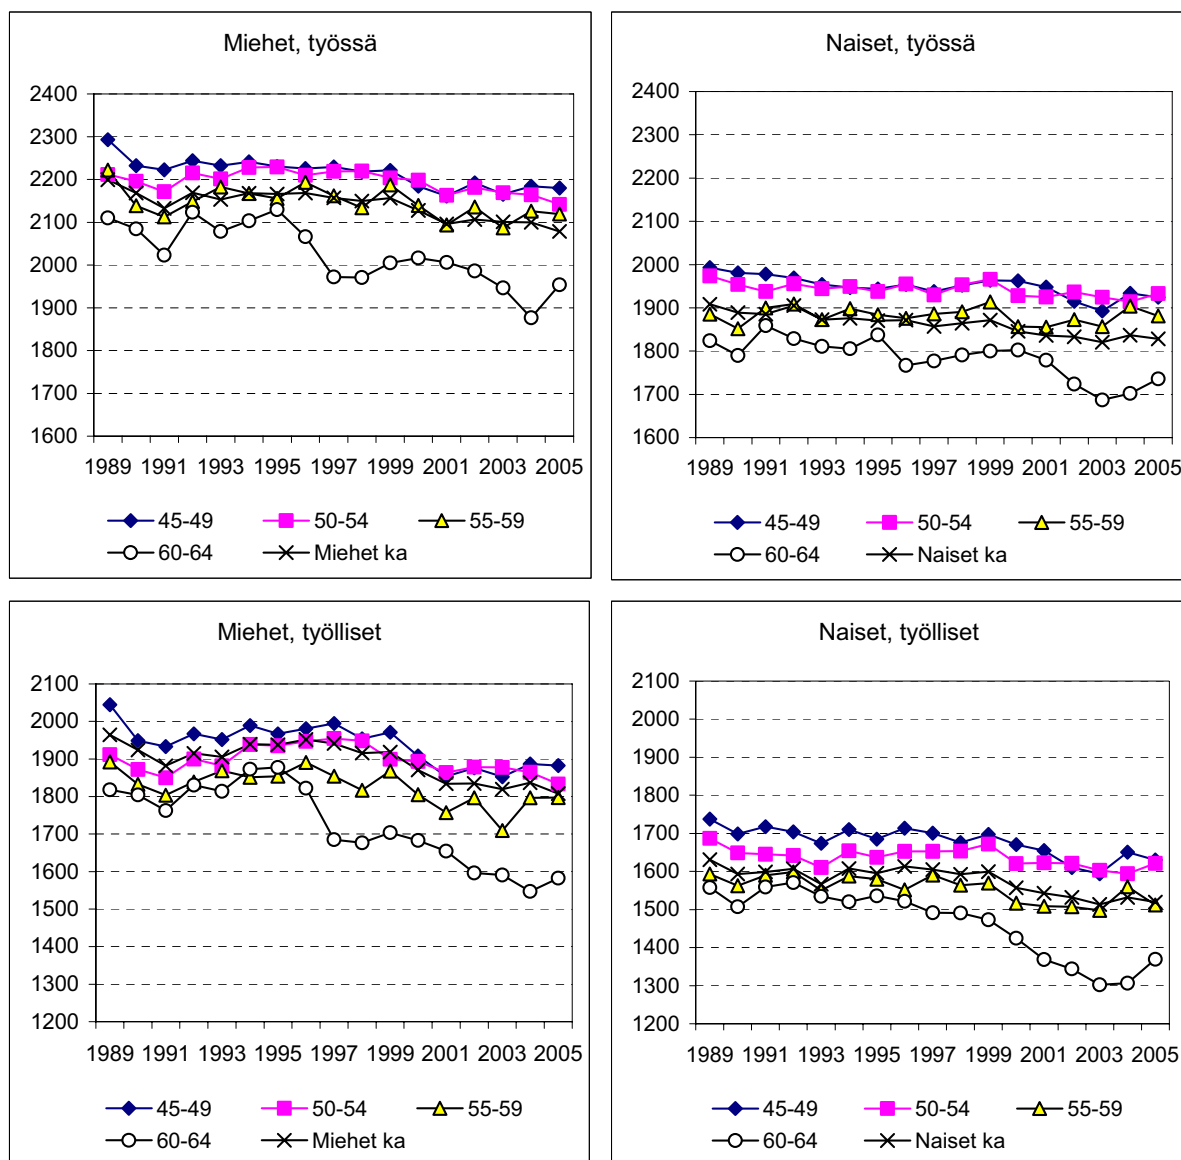 Miehet, työssä
2400
2300
2200
2100
2000
1900
1800
1700
1600
1989 1991 1993 1995 1997 1999 2001 2003 2005
45-49 50-54 55-59
60-64 Miehet ka
Naiset, työssä
2400
2300
2200
2100
2000
1900
1800
1700
1600
1989 1991 1993 1995 1997 1999 2001 2003 2005
45-49 50-54 55-59
60-64 Naiset ka
Miehet, työlliset
2100
2000
1900
1800
1700
1600
1500
1400
1300
1200
1989 1991 1993 1995 1997 1999 2001 2003 2005
45-49 50-54 55-59
60-64 Miehet ka
Naiset, työlliset
2100
2000
1900
1800
1700
1600
1500
1400
1300
1200
1989 1991 1993 1995 1997 1999 2001 2003 2005
45-49 50-54 55-59
60-64 Naiset ka